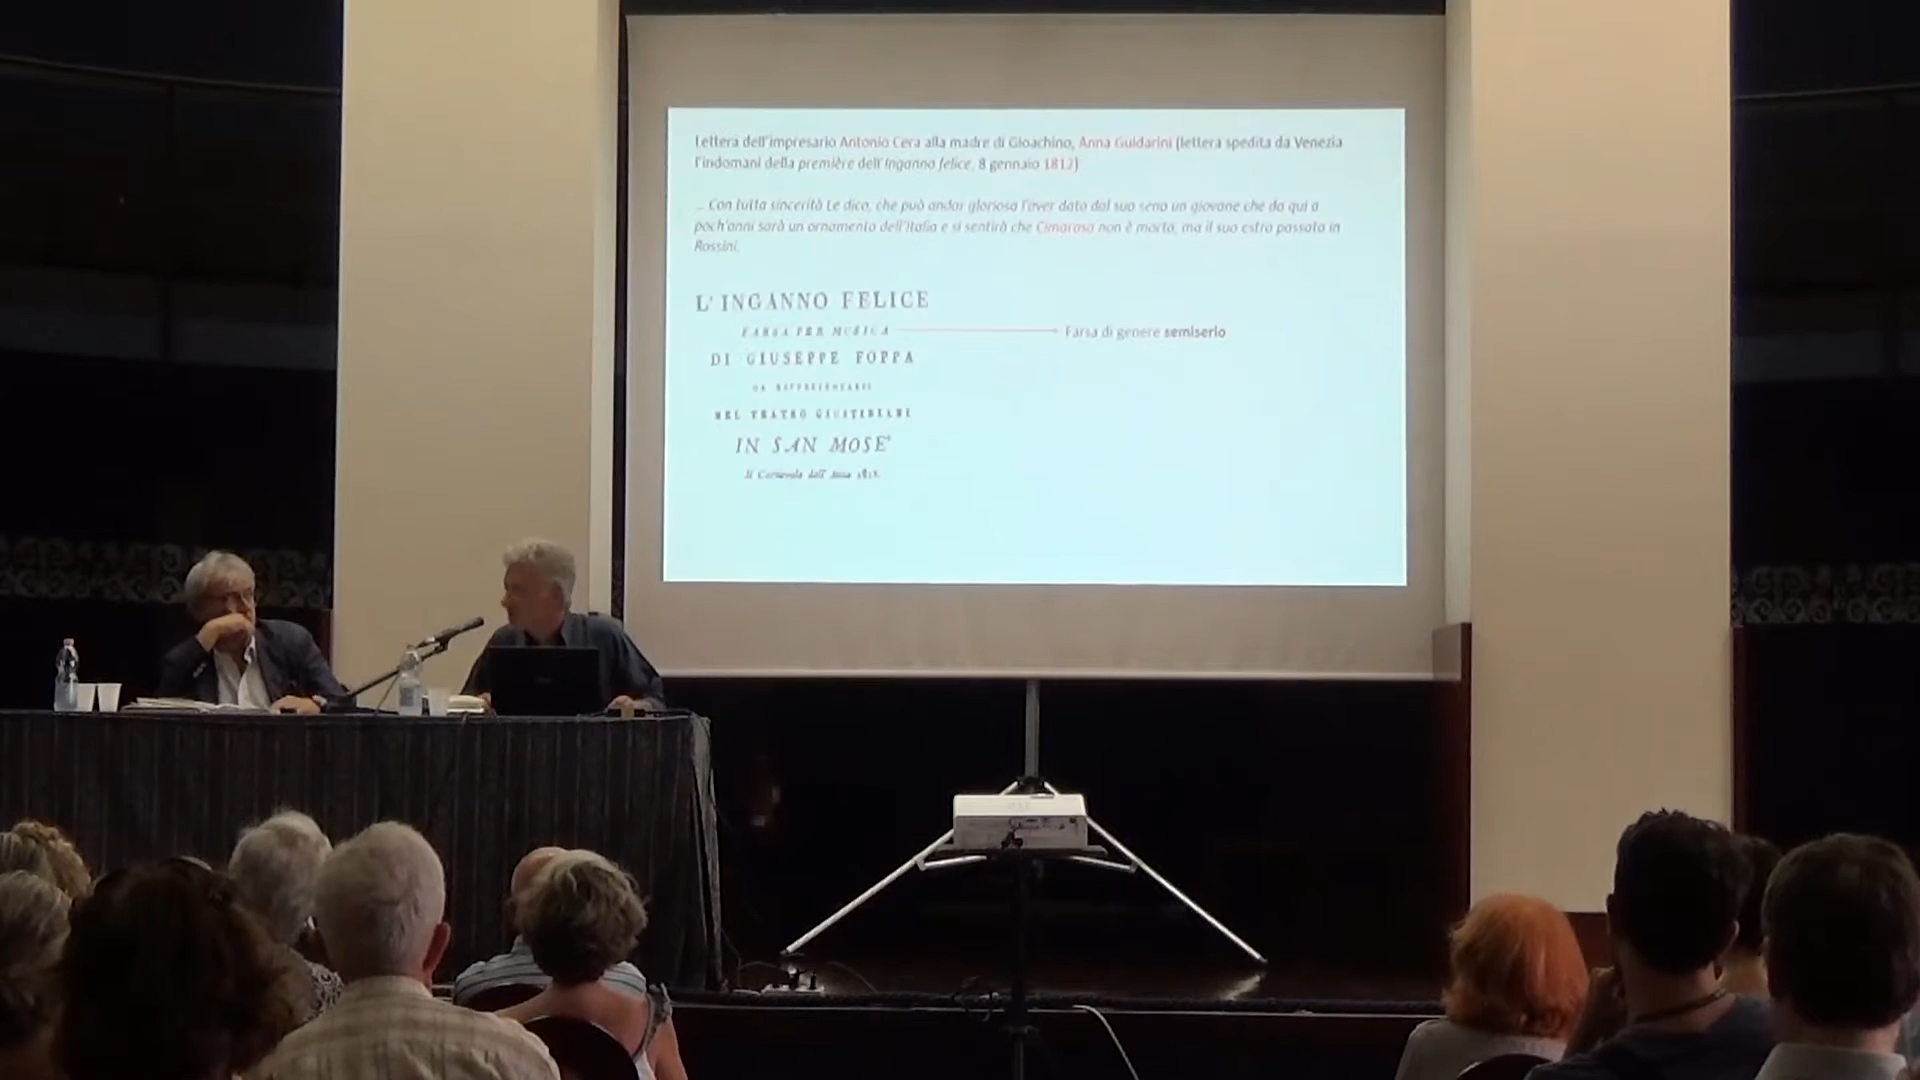 Lettera dell'impresario Antonio Cera alla madre di Gioachino, Anna Guidarini (lettera spedita da Venezia
l'indomani della première dell'Inganno felice, 8 gennaio 1812)
... Con tutta sincerità Le dico, che può andar gloriosa l'aver dato dal suo seno un giovane che da qui a
poch'anni sarà un ornamento dell'Italia e si sentirà che Cimarosa non è morto, ma il suo estro passato in
Rossini.
L'INGANNO FELICE
FARSA PER MUSICA
Farsa di genere semiserio
DI GIUSEPPE FOPPA
DA RAPPRESENTARSI
NEL TEATRO GIUSTINIANI
IN SAN MOSE'
Il Carnovale dell' Anno 1812.